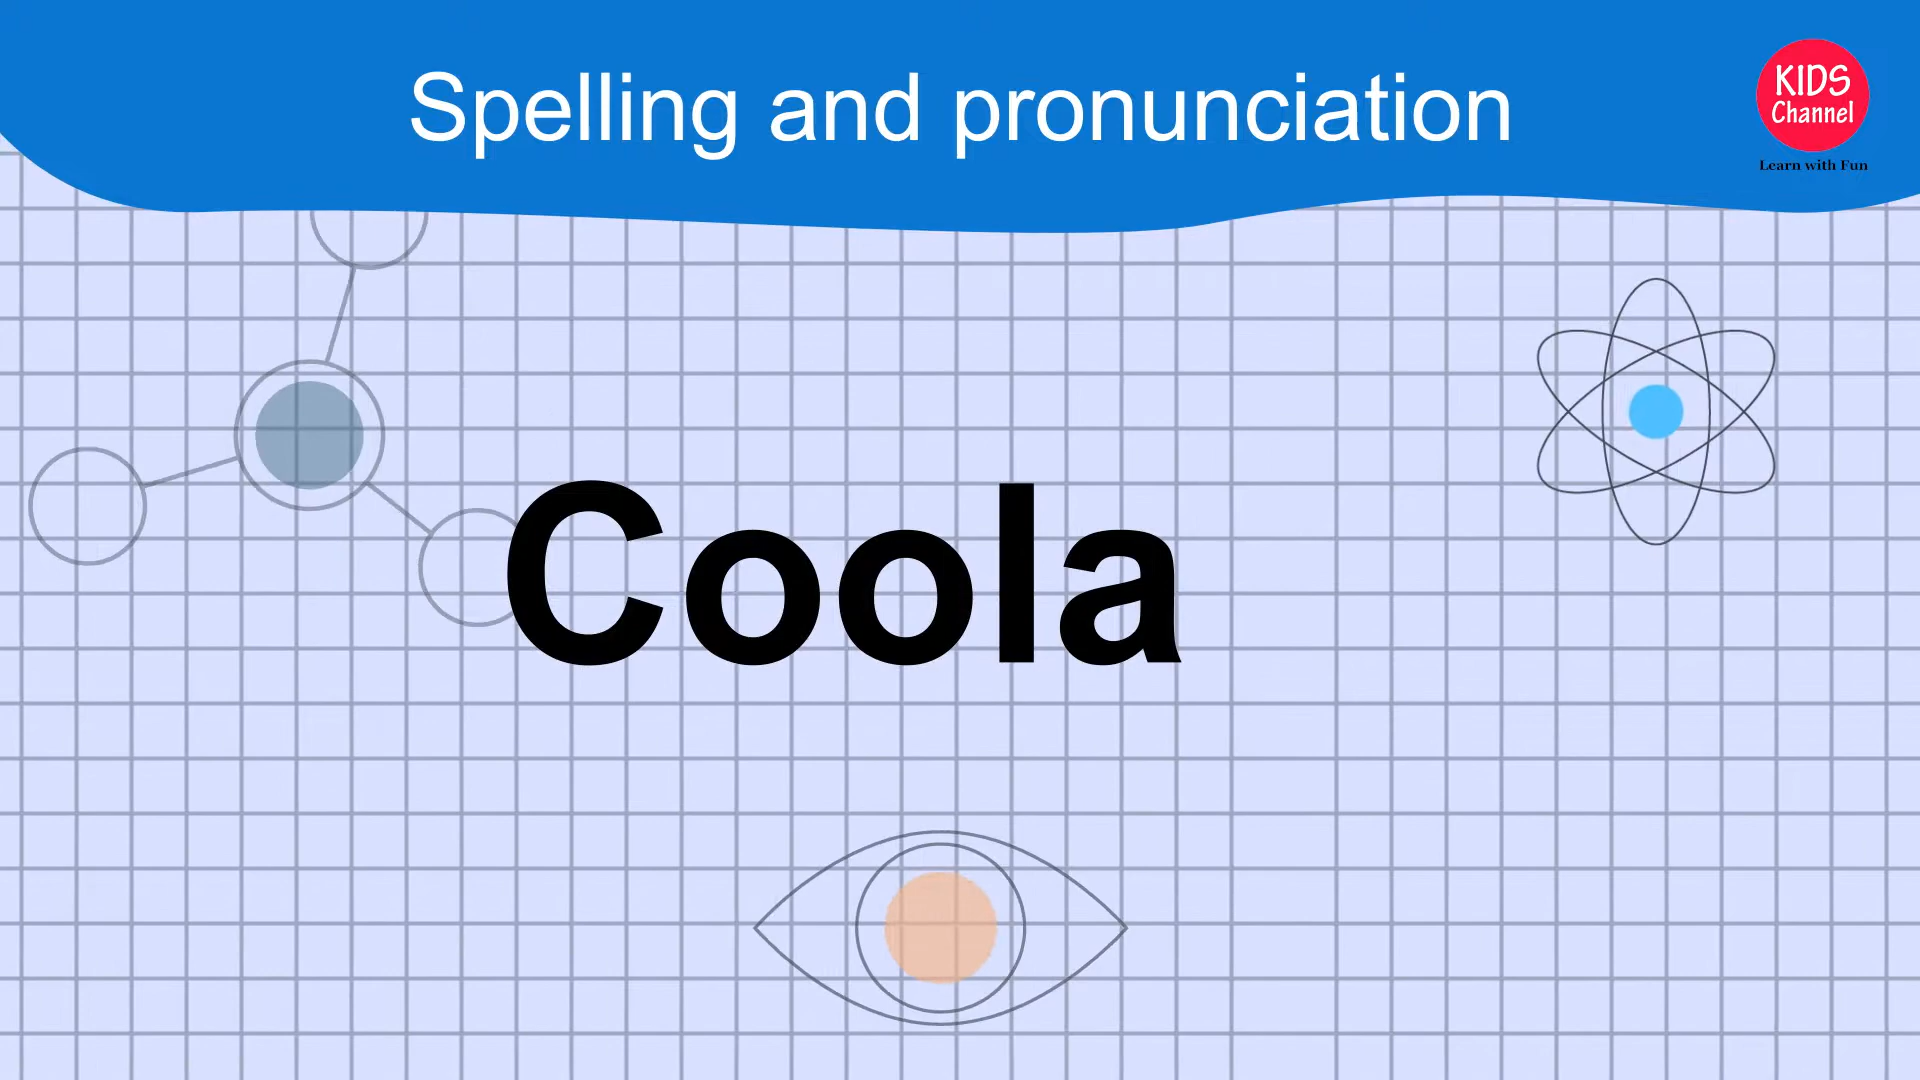 Spelling and pronunciation
KIDS
Channel
Learn with Fun
Coola